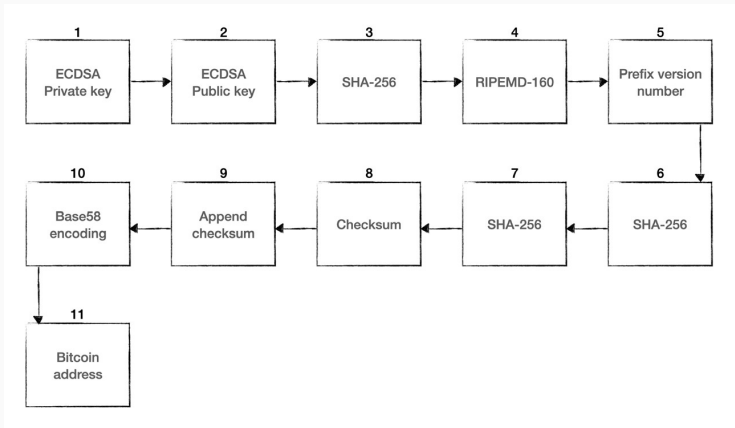 1
ECDSA
Private key
2
ECDSA
Public key
3
SHA-256
4
RIPEMD-160
5
Prefix version
number
6
SHA-256
7
SHA-256
8
Checksum
9
Append
checksum
10
Base58
encoding
11
Bitcoin
address